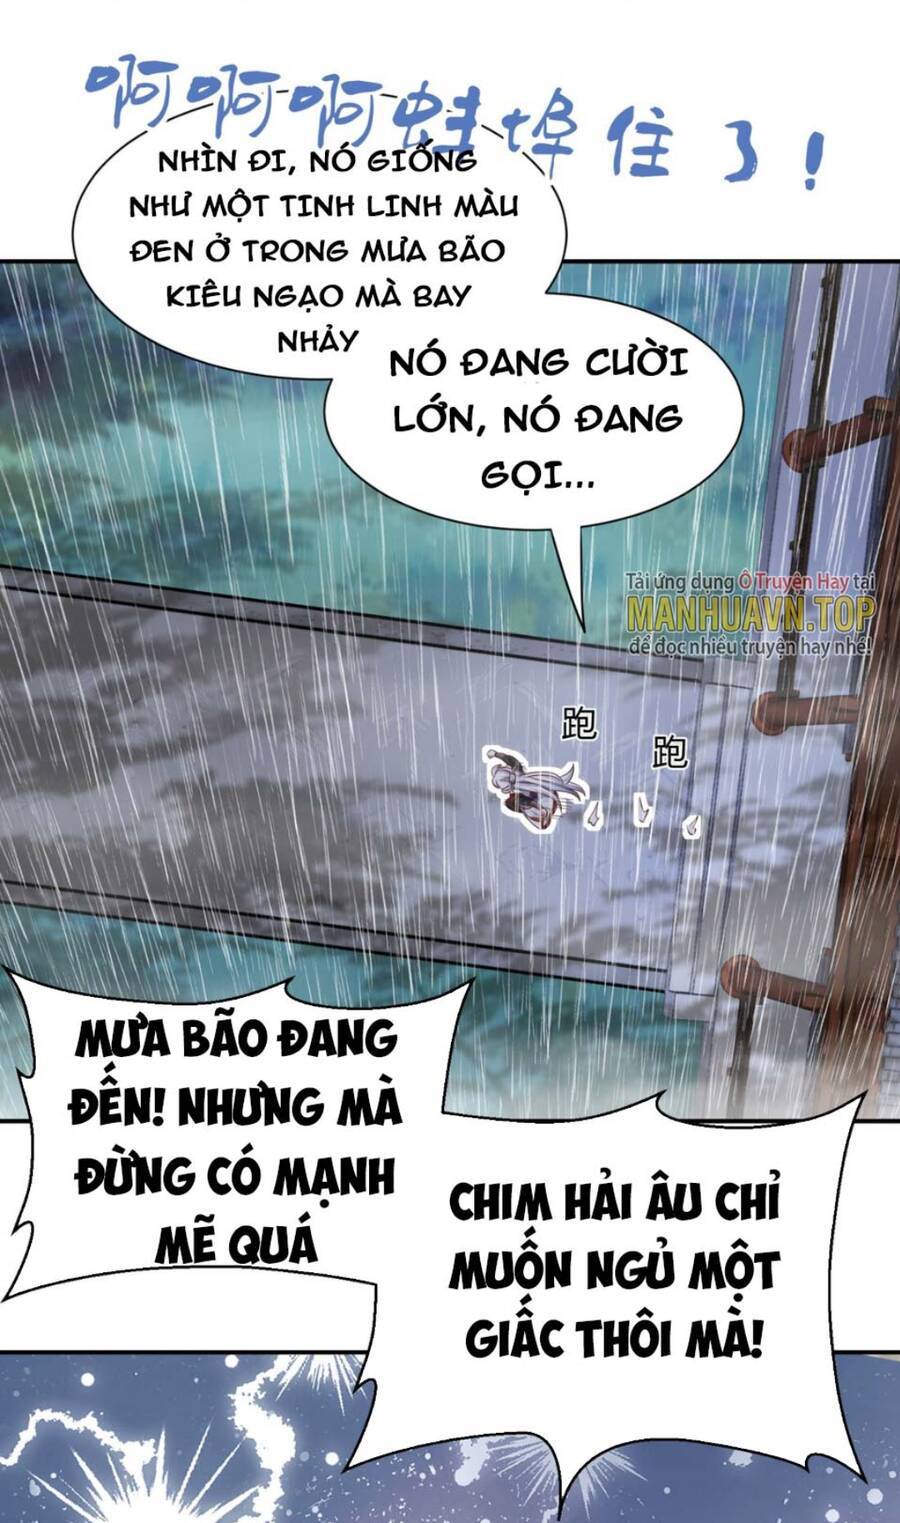 啊啊啊蛙埠住了!
NHÌN ĐI, NÓ GIỐNG
NHƯ MỘT TINH LINH MÀU
ĐEN Ở TRONG MƯA BÃO
KIÊU NGẠO MÀ BAY
NHẢY
NÓ ĐANG CƯỜI
LỚN, NÓ ĐANG
GỌI...
Tải ứng dụng Ô Truyện Hay tại
MANHUAVN.TOP
để đọc nhiều truyện hay nhé!
跑
跑
MƯA BÃO ĐANG
ĐẾN! NHƯNG MÀ
ĐỪNG CÓ MẠNH
MẼ QUÁ
CHIM HẢI ÂU CHỈ
MUỐN NGỦ MỘT
GIẤC THÔI MÀ!